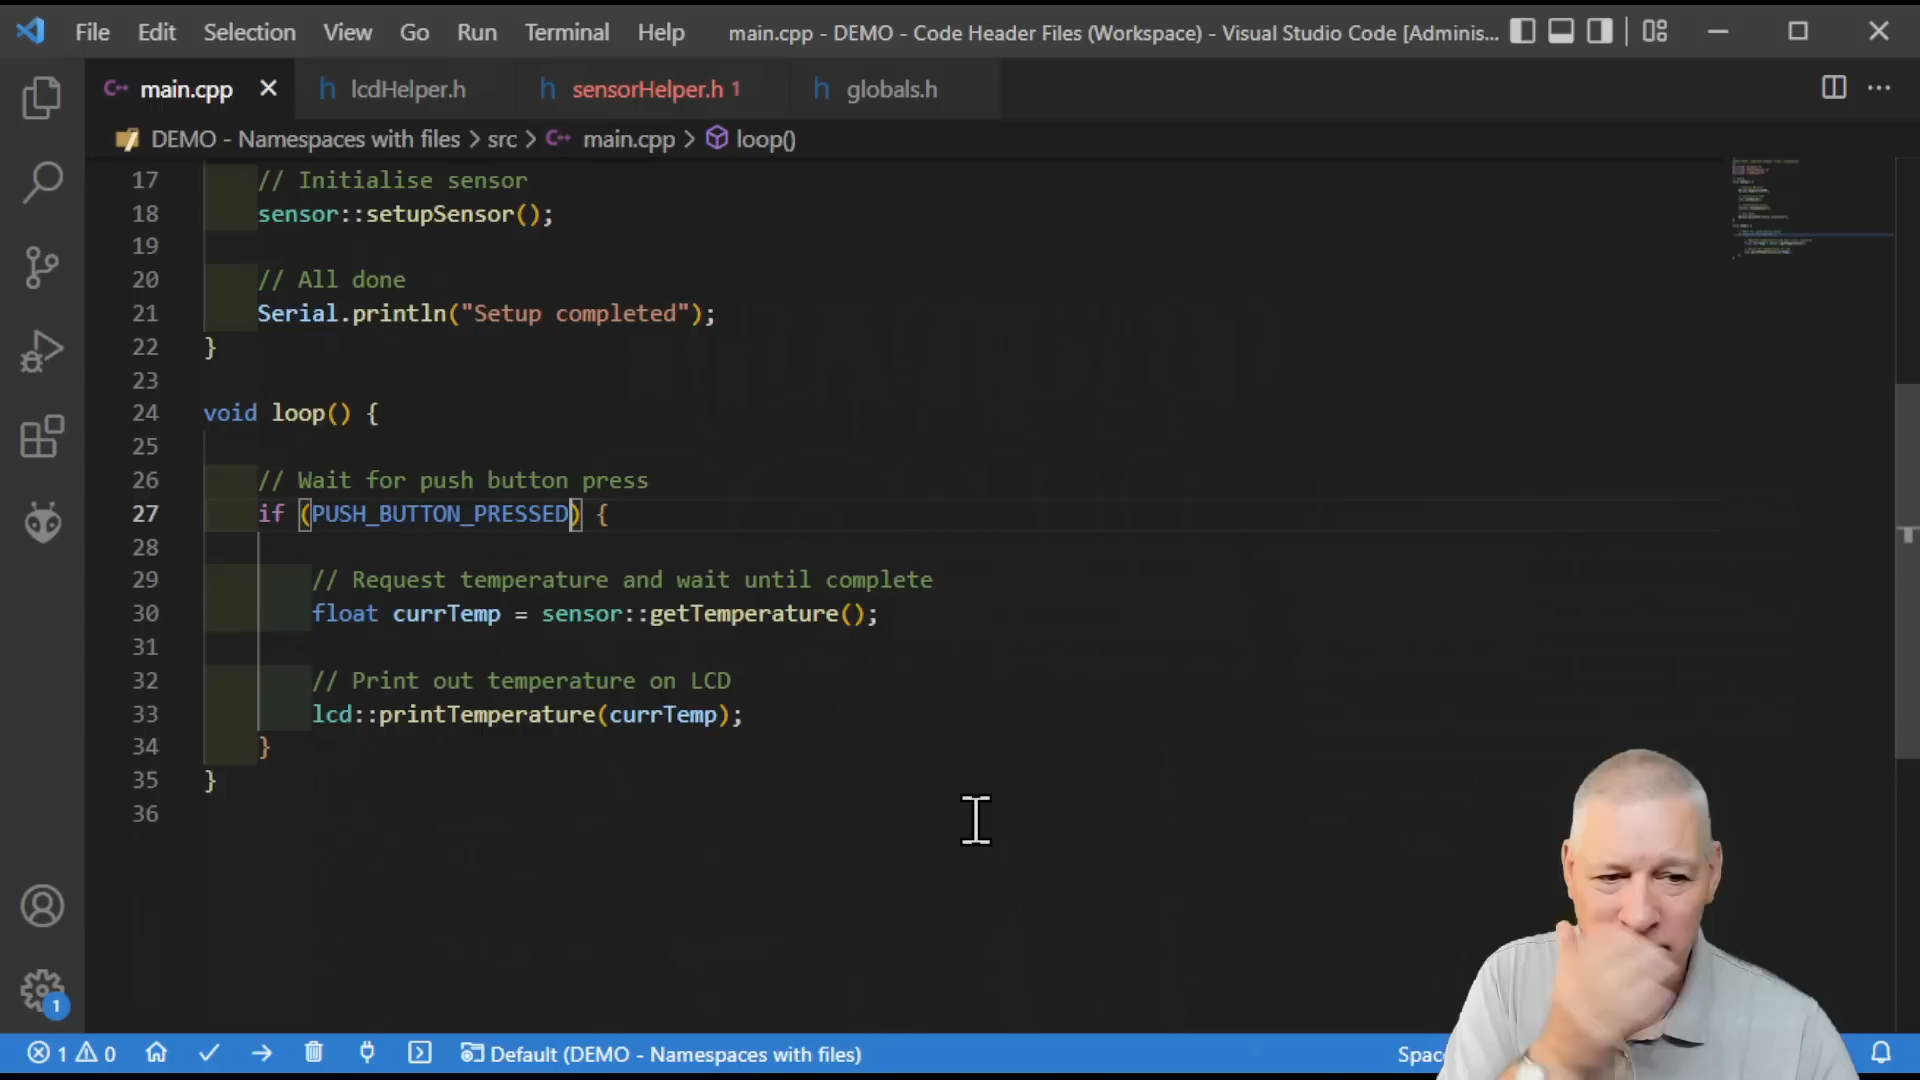 File Edit Selection View Go Run Terminal Help main.cpp - DEMO - Code Header Files (Workspace) - Visual Studio Code [Adminis...
main.cpp lcdHelper.h sensorHelper.h 1 globals.h
DEMO - Namespaces with files > src > main.cpp > loop()
17 // Initialise sensor
18 sensor::setupSensor();
19
20 // All done
21 Serial.println("Setup completed");
22 }
23
24 void loop() {
25
26 // Wait for push button press
27 if (PUSH_BUTTON_PRESSED) {
28
29 // Request temperature and wait until complete
30 float currTemp = sensor::getTemperature();
31
32 // Print out temperature on LCD
33 lcd::printTemperature(currTemp);
34 }
35 }
36
1
1 0 Default (DEMO - Namespaces with files)